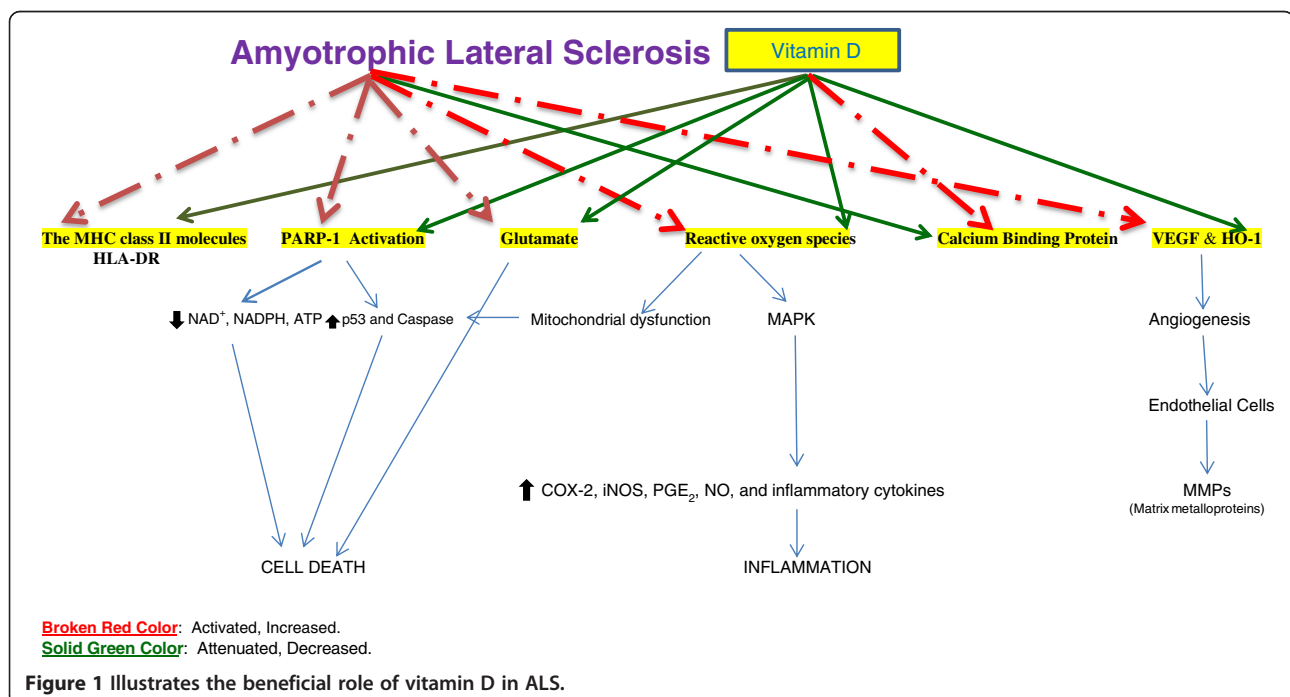 Amyotrophic Lateral Sclerosis
Vitamin D
The MHC class II molecules
HLA-DR
PARP-1 Activation
Glutamate
Reactive oxygen species
Calcium Binding Protein
VEGF & HO-1
NAD+, NADPH, ATP
p53 and Caspase
Mitochondrial dysfunction
MAPK
Angiogenesis
Endothelial Cells
COX-2, iNOS, PGE2, NO, and inflammatory cytokines
MMPs
(Matrix metalloproteins)
CELL DEATH
INFLAMMATION
Broken Red Color: Activated, Increased.
Solid Green Color: Attenuated, Decreased.
Figure 1 Illustrates the beneficial role of vitamin D in ALS.